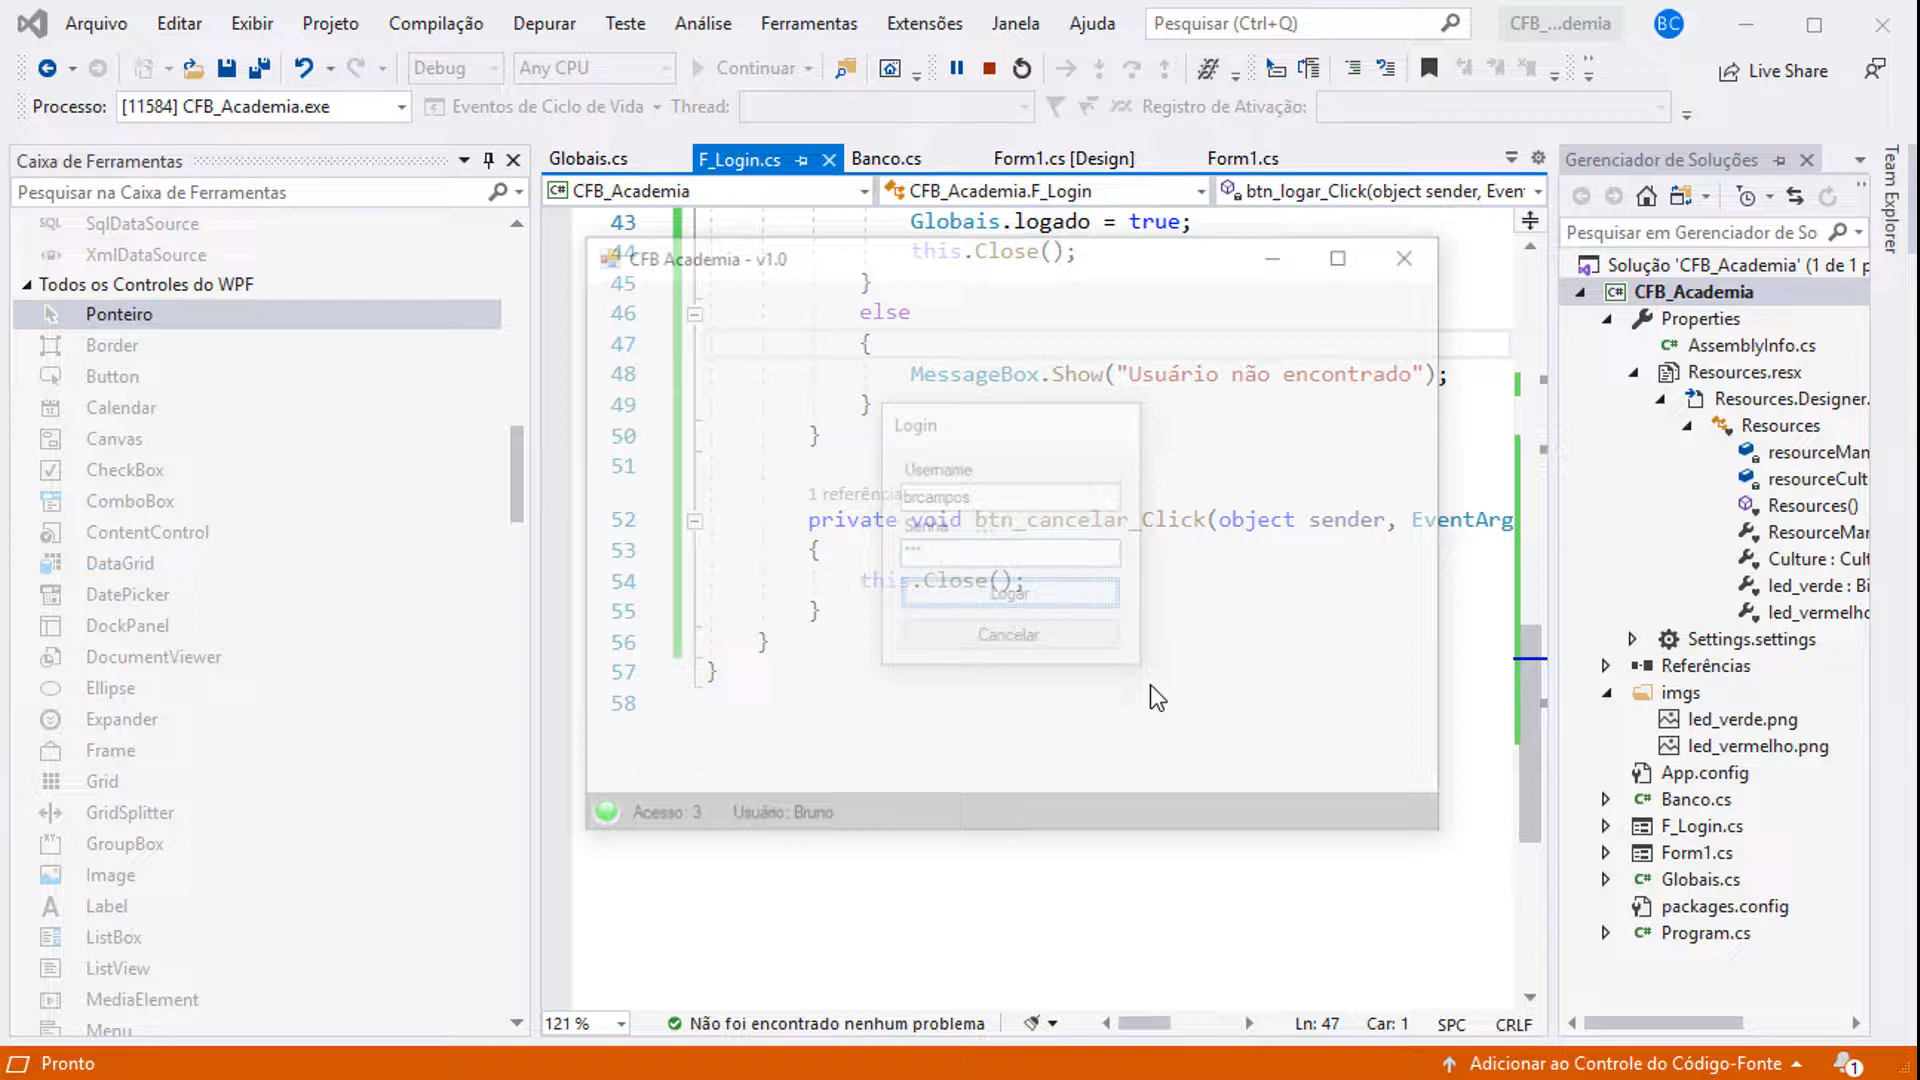 Arquivo Editar Exibir Projeto Compilação Depurar Teste Análise Ferramentas Extensões Janela Ajuda Pesquisar (Ctrl+Q) CFB_...demia BC
Debug Any CPU Continuar Live Share
Processo: [11584] CFB_Academia.exe Eventos de Ciclo de Vida Thread: Registro de Ativação:
Caixa de Ferramentas
Pesquisar na Caixa de Ferramentas
SQL SqlDataSource
XmlDataSource
Todos os Controles do WPF
Ponteiro
Border
Button
Calendar
Canvas
CheckBox
ComboBox
ContentControl
DataGrid
DatePicker
DockPanel
DocumentViewer
Ellipse
Expander
Frame
Grid
GridSplitter
GroupBox
Image
Label
ListBox
ListView
MediaElement
Menu
Globais.cs F_Login.cs Banco.cs Form1.cs [Design] Form1.cs
CFB_Academia CFB_Academia.F_Login btn_logar_Click(object sender, Event
43 Globais.logado = true;
44 this.Close();
45 }
46 else
47 {
48 MessageBox.Show("Usuário não encontrado");
49 }
50 }
51
1 referência
52 private void btn_cancelar_Click(object sender, EventArg
53 {
54 this.Close();
55 }
56 }
57 }
58
CFB Academia - v1.0
Login
Username
brcampos
Senha
***
Logar
Cancelar
Acesso: 3 Usuário: Bruno
121 % Não foi encontrado nenhum problema Ln: 47 Car: 1 SPC CRLF
Gerenciador de Soluções
Pesquisar em Gerenciador de So
Solução 'CFB_Academia' (1 de 1 p
C# CFB_Academia
Properties
C# AssemblyInfo.cs
Resources.resx
Resources.Designer.
Resources
resourceMan
resourceCult
Resources()
ResourceMar
Culture : Cult
led_verde : Bi
led_vermelho
Settings.settings
Referências
imgs
led_verde.png
led_vermelho.png
App.config
C# Banco.cs
F_Login.cs
Form1.cs
C# Globais.cs
packages.config
C# Program.cs
Team Explorer
Pronto Adicionar ao Controle do Código-Fonte 1